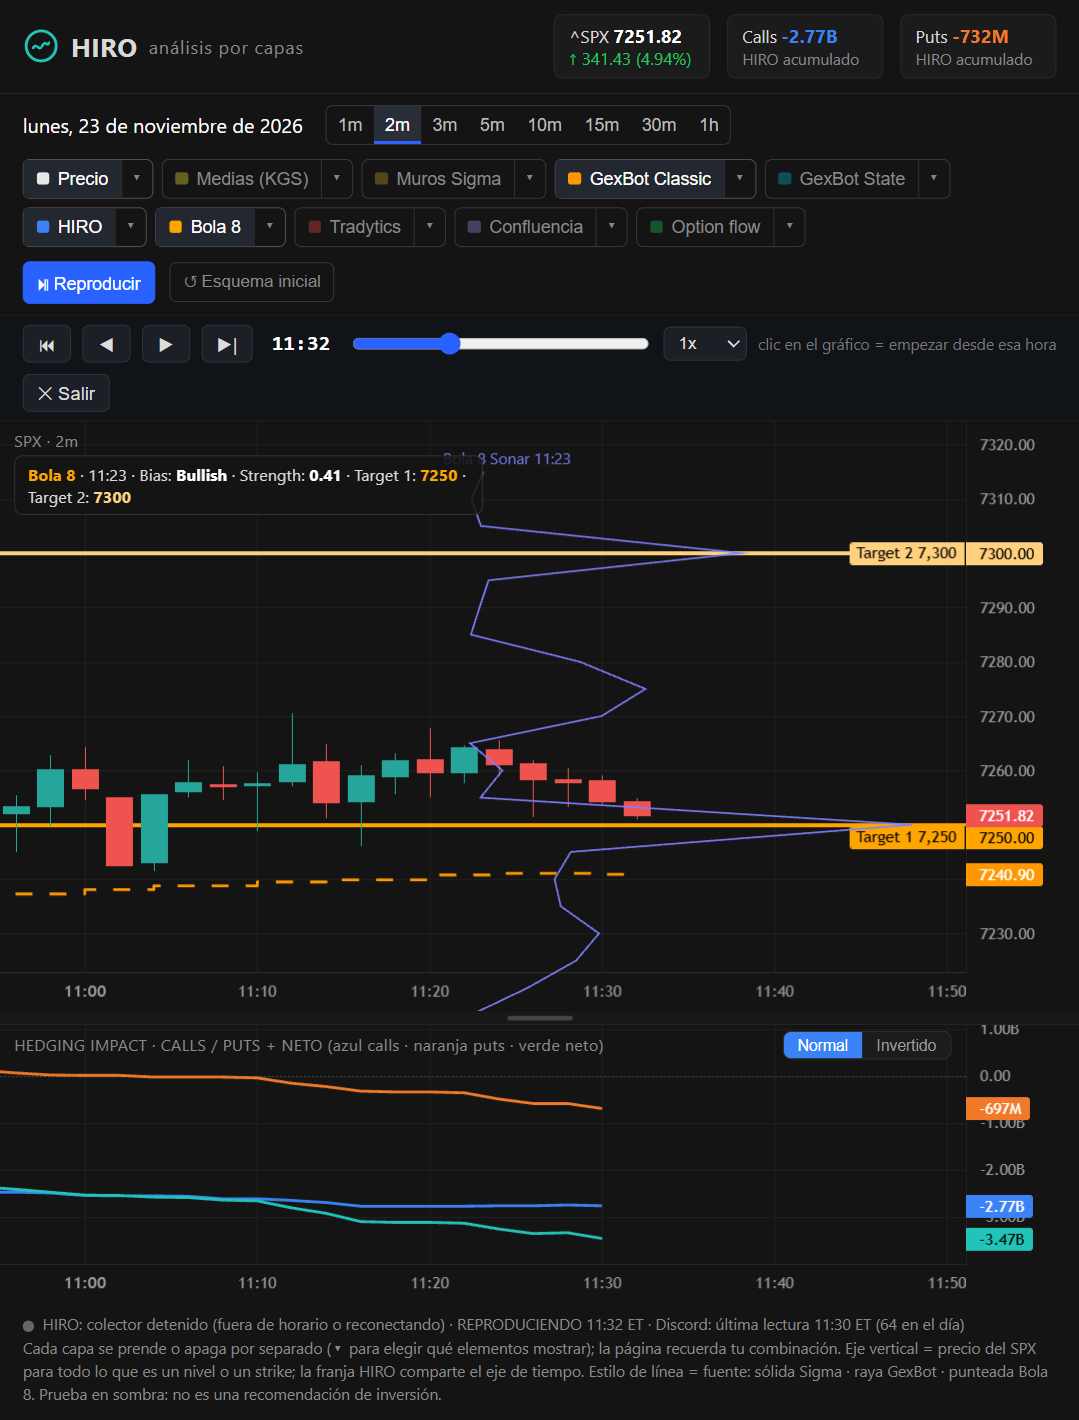 HIRO análisis por capas
^SPX 7251.82
↑ 341.43 (4.94%)
Calls -2.77B
HIRO acumulado
Puts -732M
HIRO acumulado
lunes, 23 de noviembre de 2026
1m 2m 3m 5m 10m 15m 30m 1h
Precio ▾ Medias (KGS) ▾ Muros Sigma ▾ GexBot Classic ▾ GexBot State ▾
HIRO ▾ Bola 8 ▾ Tradytics ▾ Confluencia ▾ Option flow ▾
⏯ Reproducir ↺ Esquema inicial
⏮ ◀ ▶ ▶| 11:32 1x clic en el gráfico = empezar desde esa hora
✕ Salir
SPX · 2m
Bola 8 Sonar 11:23
Bola 8 · 11:23 · Bias: Bullish · Strength: 0.41 · Target 1: 7250 ·
Target 2: 7300
7320.00
7310.00
Target 2 7,300 7300.00
7290.00
7280.00
7270.00
7260.00
7251.82
Target 1 7,250 7250.00
7240.90
7230.00
11:00 11:10 11:20 11:30 11:40 11:50
HEDGING IMPACT · CALLS / PUTS + NETO (azul calls · naranja puts · verde neto)
Normal Invertido
1.00B
0.00
-697M
-1.00B
-2.00B
-2.77B
-3.00B
-3.47B
11:00 11:10 11:20 11:30 11:40 11:50
HIRO: colector detenido (fuera de horario o reconectando) · REPRODUCIENDO 11:32 ET · Discord: última lectura 11:30 ET (64 en el día)
Cada capa se prende o apaga por separado (▾ para elegir qué elementos mostrar); la página recuerda tu combinación. Eje vertical = precio del SPX
para todo lo que es un nivel o un strike; la franja HIRO comparte el eje de tiempo. Estilo de línea = fuente: sólida Sigma · raya GexBot · punteada Bola
8. Prueba en sombra: no es una recomendación de inversión.